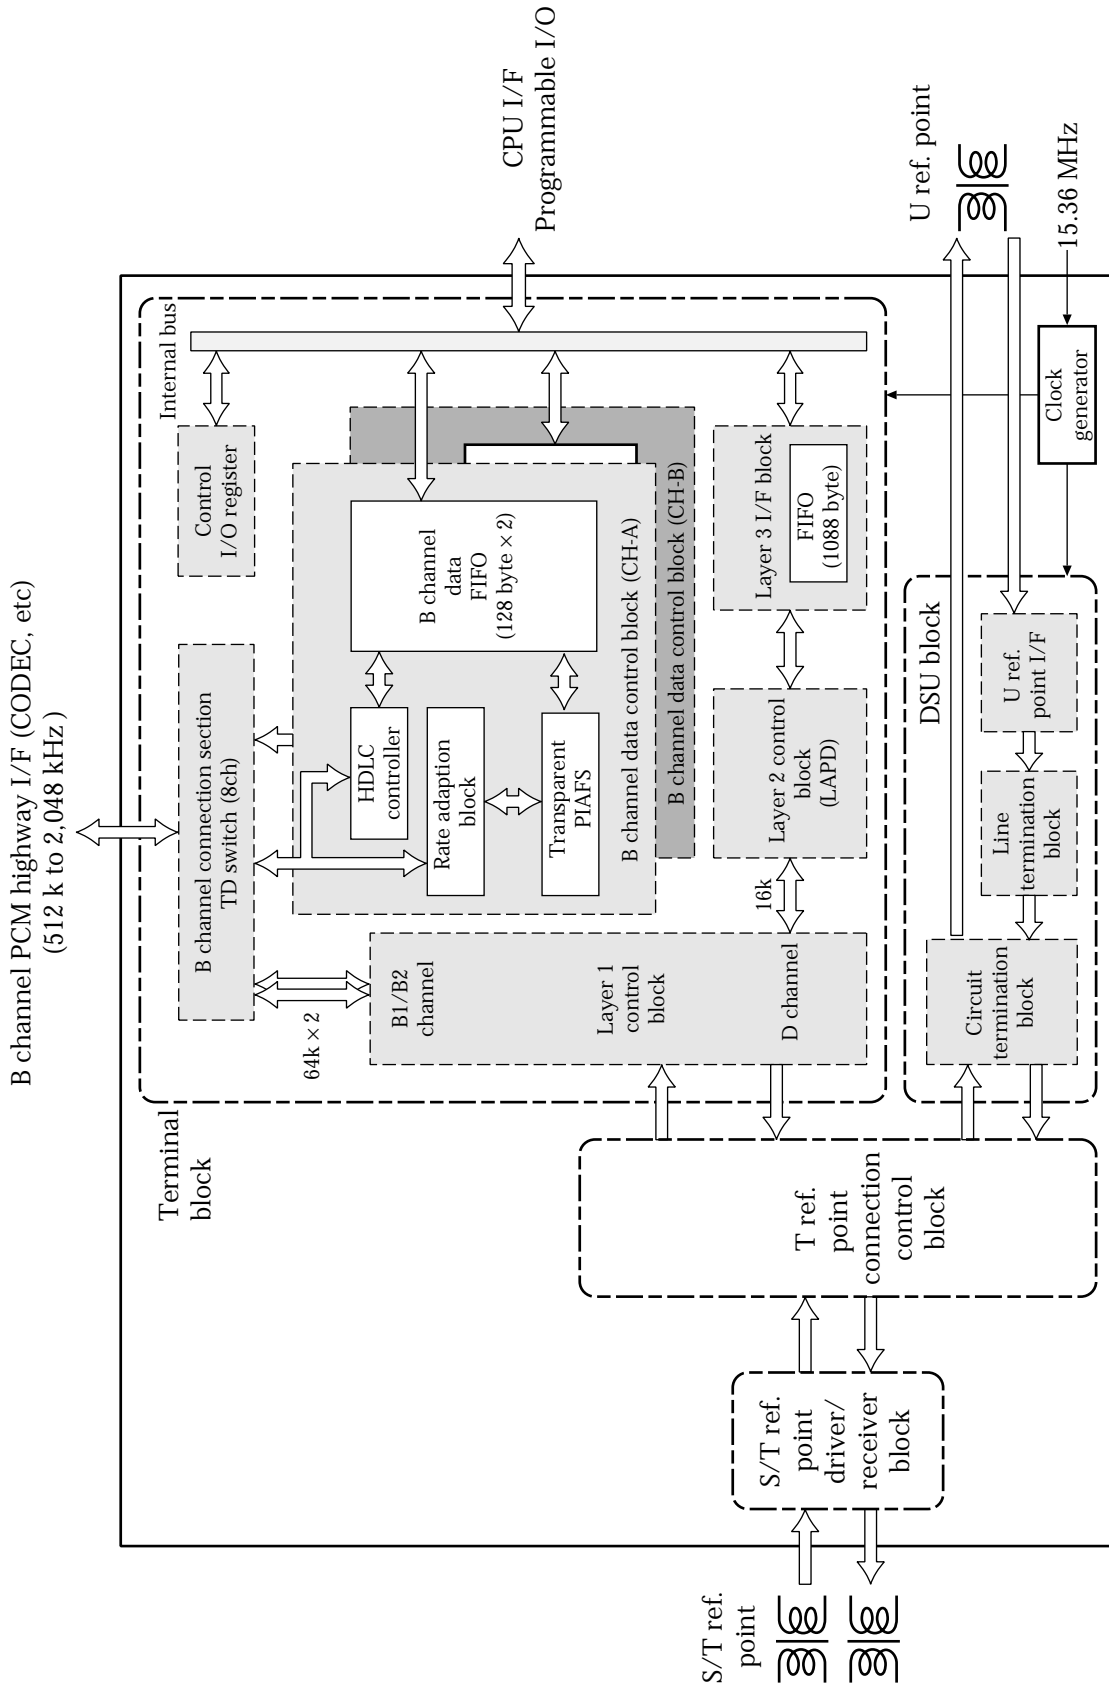 B channel PCM highway I/F (CODEC, etc)
(512 k to 2,048 kHz )
Terminal
block
Internal bus
B channel connection section
TD switch (8ch)
Control
I/O register
64k × 2
B1/B2
channel
Layer 1
control
block
D channel
HDLC
controller
Rate adaption
block
Transparent
PIAFS
B channel
data
FIFO
(128 byte × 2)
B channel data control block (CH-A)
B channel data control block (CH-B)
16k
Layer 2 control
block
(LAPD)
Layer 3 I/F block
FIFO
(1088 byte)
CPU I/F
Programmable I/O
S/T ref.
point
S/T ref.
point
driver/
receiver
block
T ref.
point
connection
control
block
DSU block
Circuit
termination
block
Line
termination
block
U ref.
point I/F
Clock
generator
U ref. point
15.36 MHz